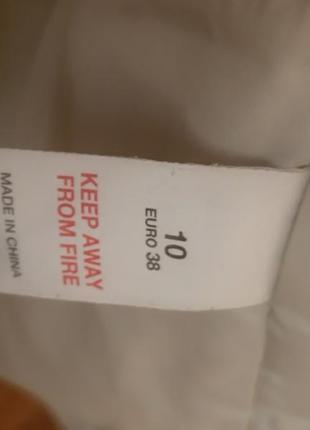 10
EURO 38
KEEP AWAY
FROM FIRE
MADE IN CHINA